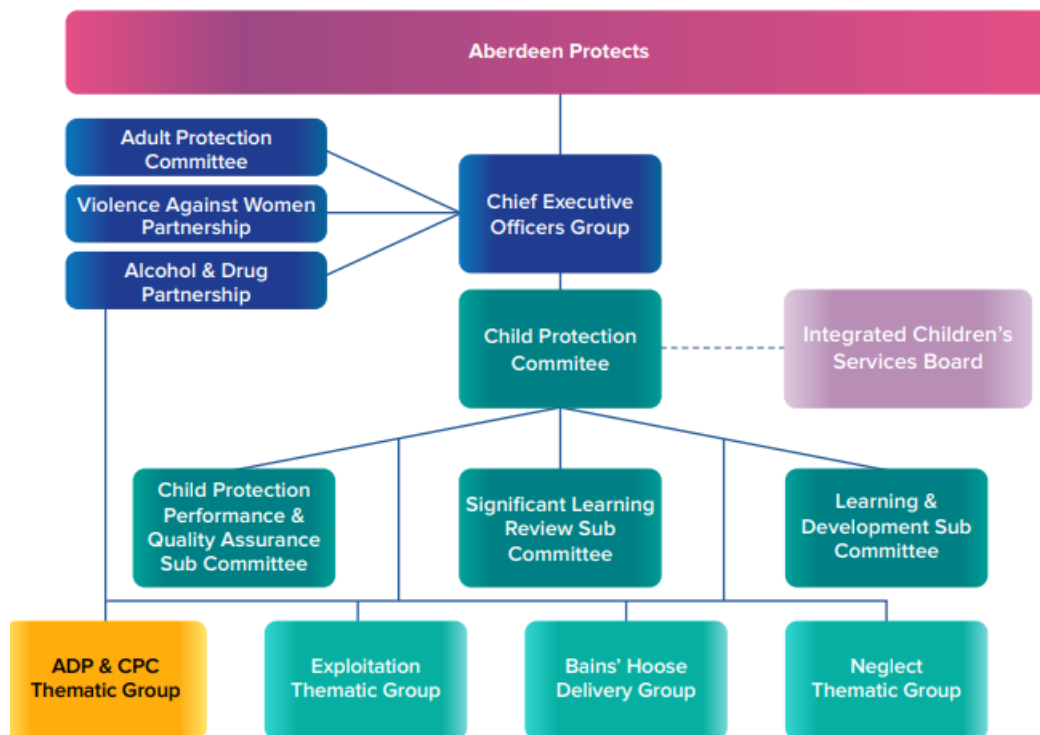 Aberdeen Protects
Adult Protection
Committee
Violence Against Women
Partnership
Alcohol & Drug
Partnership
Chief Executive
Officers Group
Child Protection
Commitee
Integrated Children's
Services Board
Child Protection
Performance &
Quality Assurance
Sub Committee
Significant Learning
Review Sub
Committee
Learning &
Development Sub
Committee
ADP & CPC
Thematic Group
Exploitation
Thematic Group
Bains' Hoose
Delivery Group
Neglect
Thematic Group